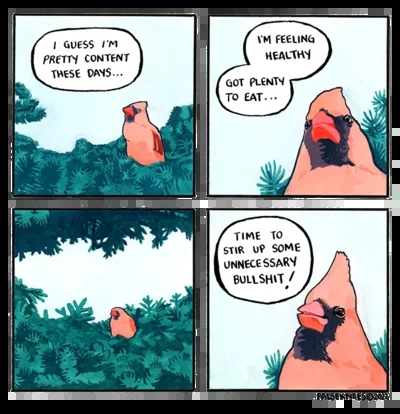 I GUESS I'M
PRETTY CONTENT
THESE DAYS...
I'M FEELING
HEALTHY
GOT PLENTY
TO EAT...
TIME TO
STIR UP SOME
UNNECESSARY
BULLSHIT!